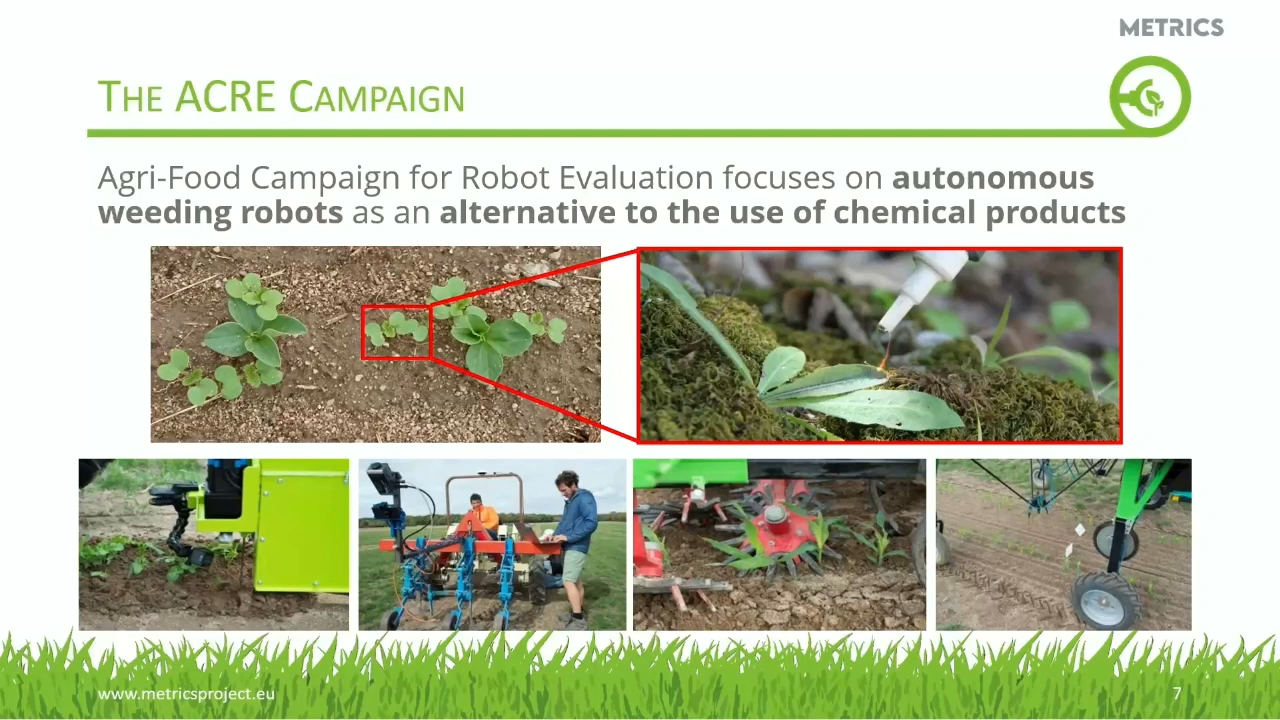 METRICS
THE ACRE CAMPAIGN
Agri-Food Campaign for Robot Evaluation focuses on autonomous
weeding robots as an alternative to the use of chemical products
www.metricsproject.eu
7